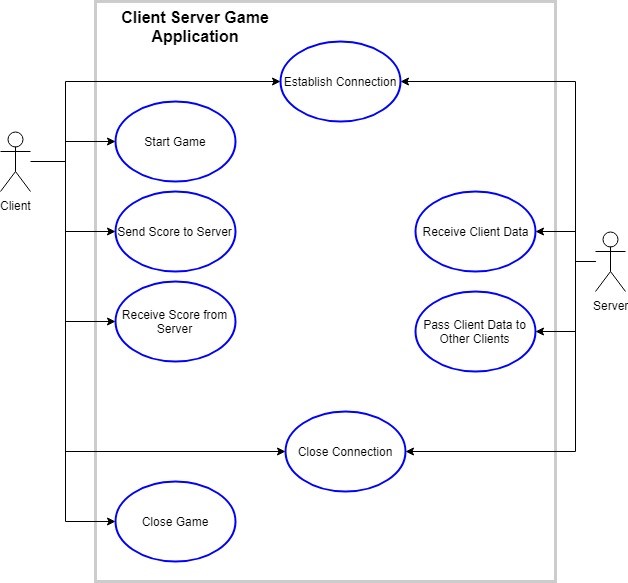 Client Server Game
Application
Establish Connection
Start Game
Client
Send Score to Server
Receive Client Data
Server
Receive Score from
Server
Pass Client Data to
Other Clients
Close Connection
Close Game